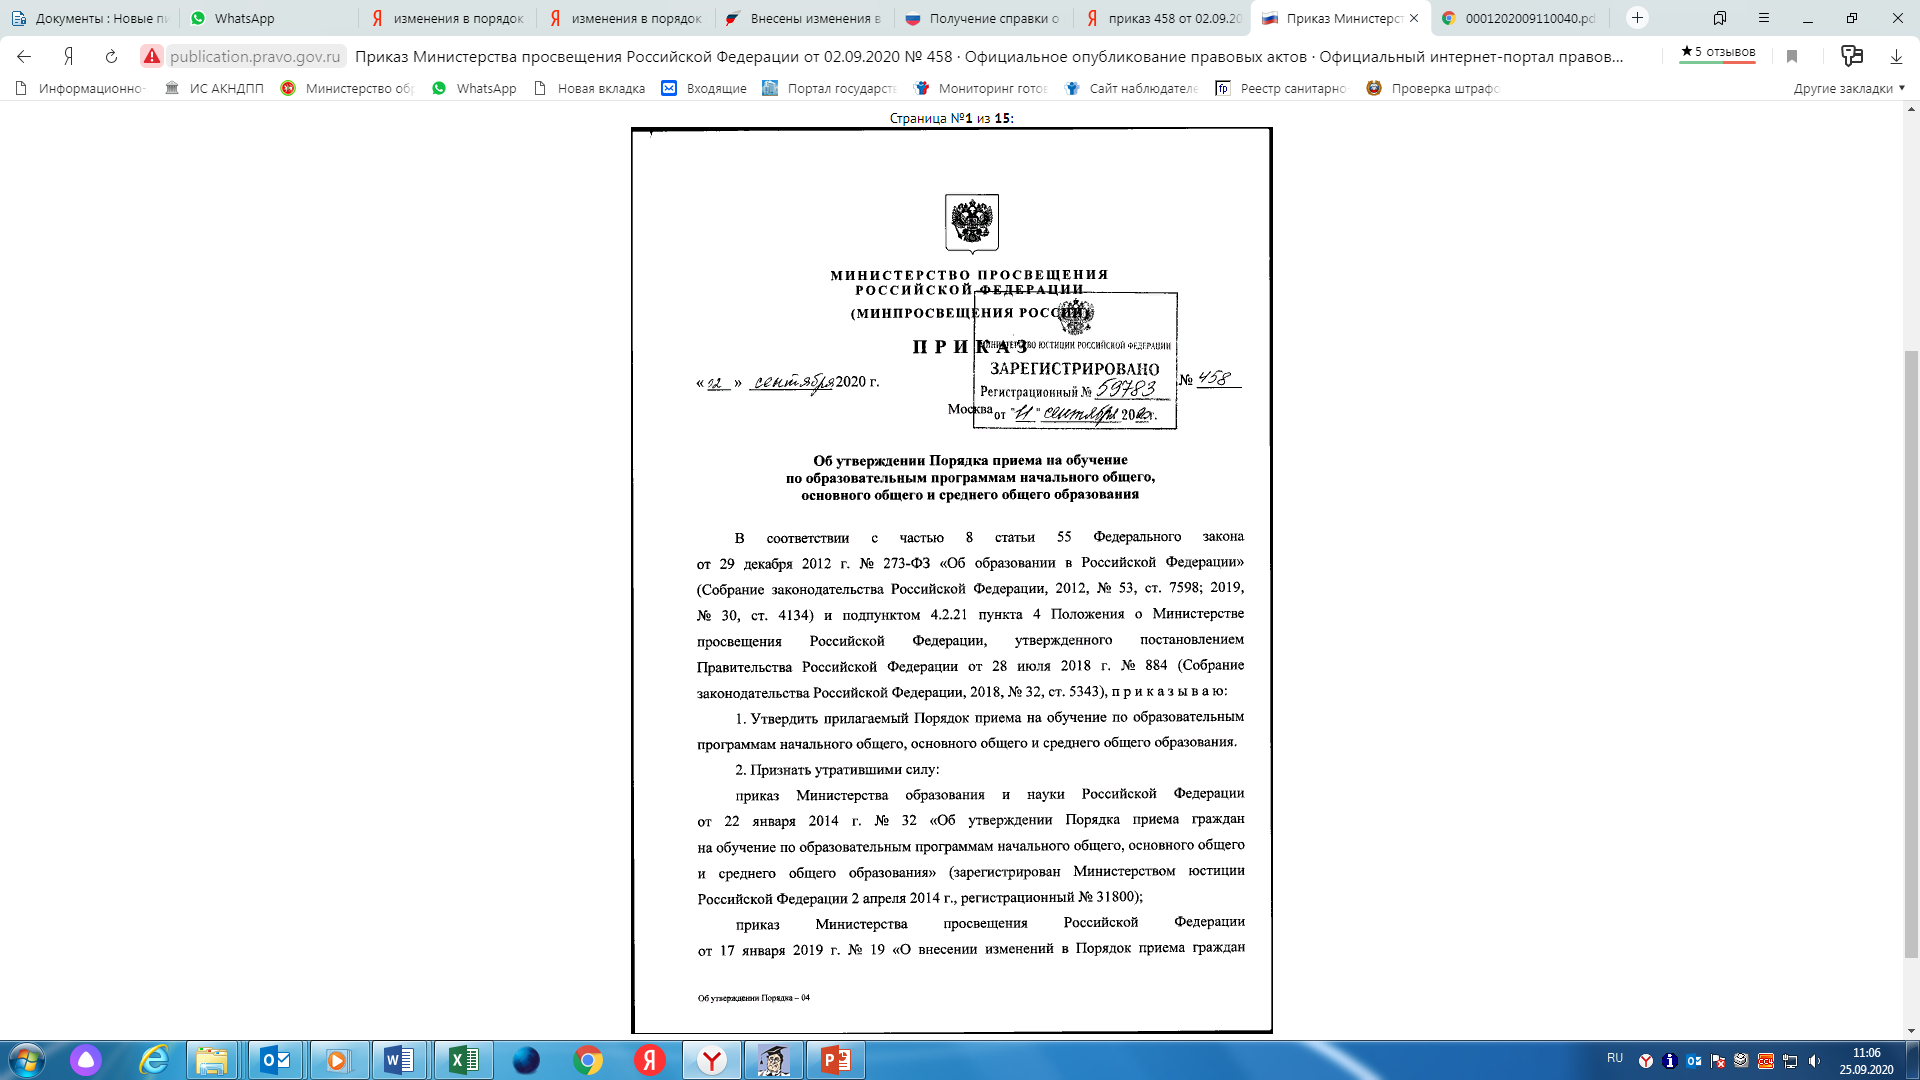 Документы : Новые пи
WhatsApp
изменения в порядок
изменения в порядок
Внесены изменения в
Получение справки о
приказ 458 от 02.09.20
Приказ Министерст
0001202009110040.pd
publication.pravo.gov.ru
Приказ Министерства просвещения Российской Федерации от 02.09.2020 № 458 · Официальное опубликование правовых актов · Официальный интернет-портал правов...
★ 5 отзывов
Информационно-
ИС АКНДПП
Министерство обр
WhatsApp
Новая вкладка
Входящие
Портал государств
Мониторинг готов
Сайт наблюдателе
Реестр санитарно-
Проверка штрафо
Другие закладки
Страница №1 из 15:
МИНИСТЕРСТВО ПРОСВЕЩЕНИЯ
РОССИЙСКОЙ ФЕДЕРАЦИИ
(МИНПРОСВЕЩЕНИЯ РОССИИ)
ПРИКАЗ
МИНИСТЕРСТВО ЮСТИЦИИ РОССИЙСКОЙ ФЕДЕРАЦИИ
ЗАРЕГИСТРИРОВАНО
Регистрационный № 59783
от "11" сентября 2020г.
«02» сентября 2020 г.
№ 458
Москва
Об утверждении Порядка приема на обучение
по образовательным программам начального общего,
основного общего и среднего общего образования
В соответствии с частью 8 статьи 55 Федерального закона
от 29 декабря 2012 г. № 273-ФЗ «Об образовании в Российской Федерации»
(Собрание законодательства Российской Федерации, 2012, № 53, ст. 7598; 2019,
№ 30, ст. 4134) и подпунктом 4.2.21 пункта 4 Положения о Министерстве
просвещения Российской Федерации, утвержденного постановлением
Правительства Российской Федерации от 28 июля 2018 г. № 884 (Собрание
законодательства Российской Федерации, 2018, № 32, ст. 5343), п р и к а з ы в а ю:
1. Утвердить прилагаемый Порядок приема на обучение по образовательным
программам начального общего, основного общего и среднего общего образования.
2. Признать утратившими силу:
приказ Министерства образования и науки Российской Федерации
от 22 января 2014 г. № 32 «Об утверждении Порядка приема граждан
на обучение по образовательным программам начального общего, основного общего
и среднего общего образования» (зарегистрирован Министерством юстиции
Российской Федерации 2 апреля 2014 г., регистрационный № 31800);
приказ Министерства просвещения Российской Федерации
от 17 января 2019 г. № 19 «О внесении изменений в Порядок приема граждан
Об утверждении Порядка – 04
RU
11:06
25.09.2020